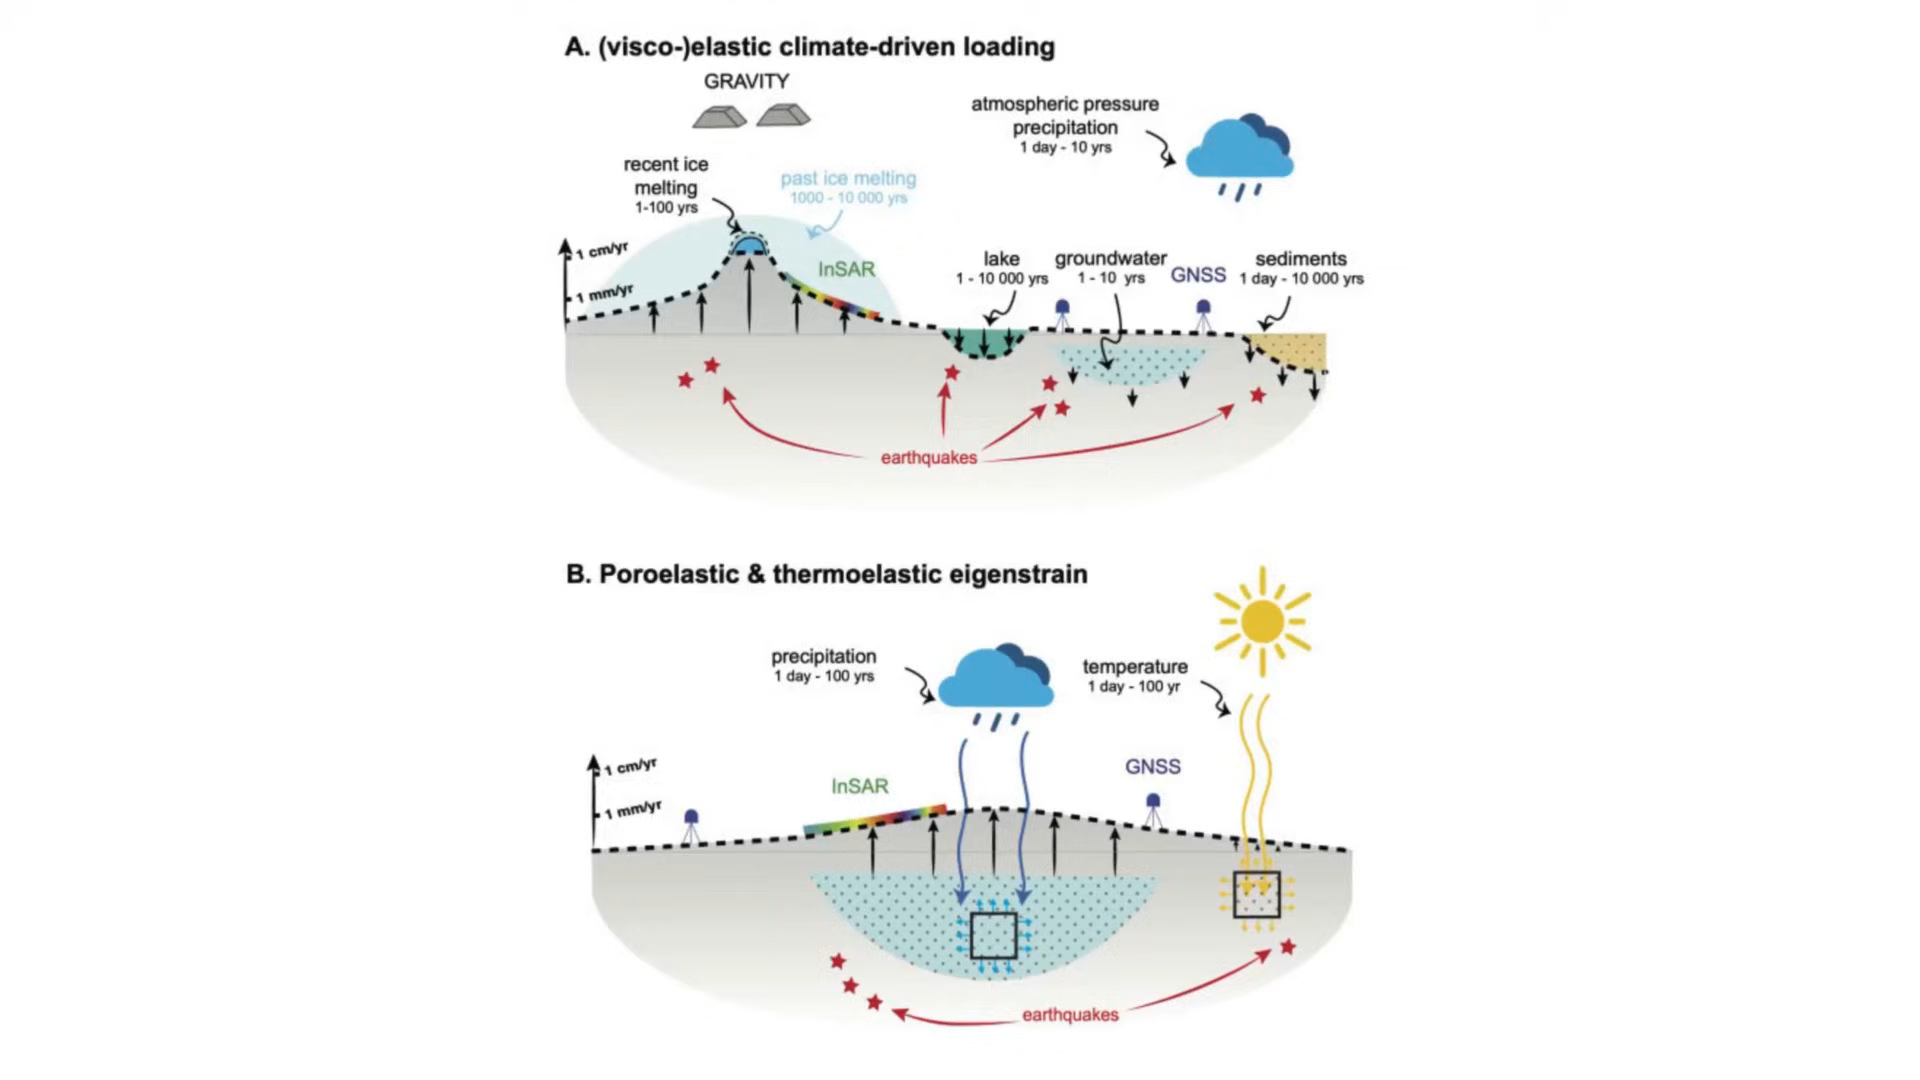 A. (visco-)elastic climate-driven loading
GRAVITY
atmospheric pressure
precipitation
1 day - 10 yrs
recent ice
melting
1-100 yrs
past ice melting
1000 - 10 000 yrs
1 cm/yr
1 mm/yr
InSAR
lake
1 - 10 000 yrs
groundwater
1 - 10 yrs
GNSS
sediments
1 day - 10 000 yrs
earthquakes
B. Poroelastic & thermoelastic eigenstrain
precipitation
1 day - 100 yrs
temperature
1 day - 100 yr
1 cm/yr
1 mm/yr
InSAR
GNSS
earthquakes